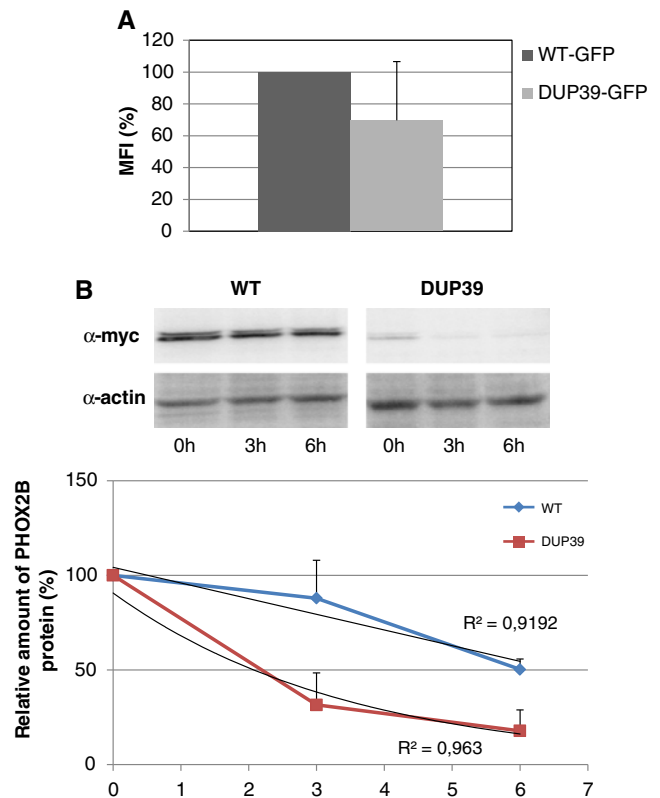 A
120
100
80
60
40
20
0
MFI (%)
WT-GFP
DUP39-GFP
B
WT
DUP39
α-myc
α-actin
0h 3h 6h
0h 3h 6h
Relative amount of PHOX2B
protein (%)
150
100
50
0
WT
DUP39
R² = 0,9192
R² = 0,963
0 1 2 3 4 5 6 7